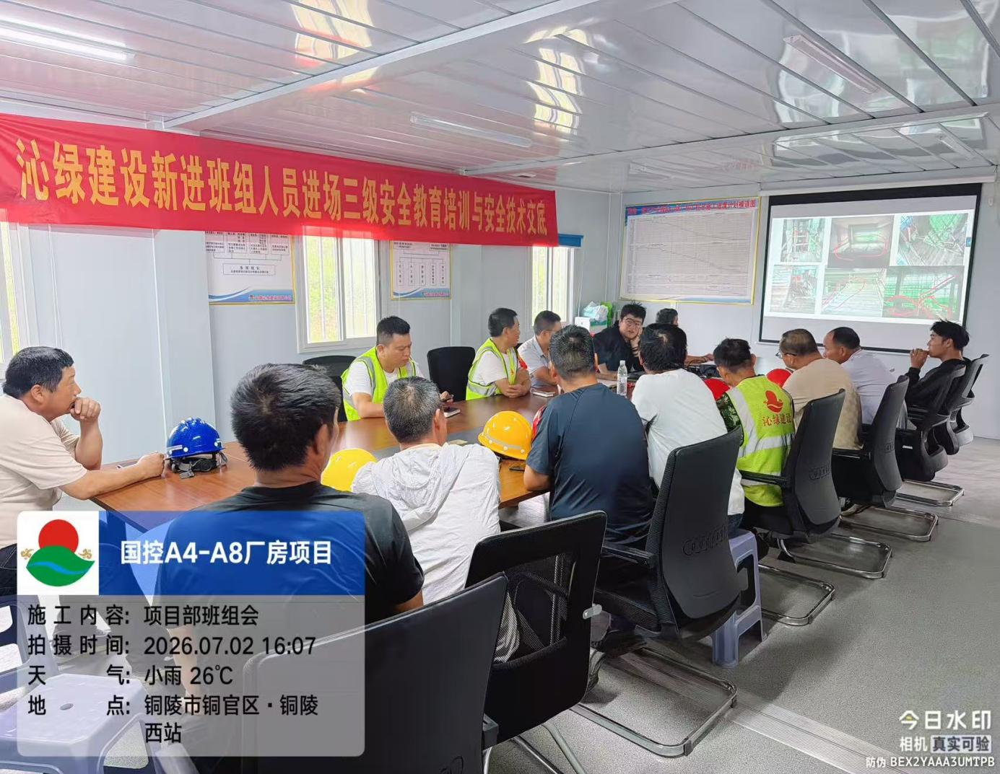 沁绿建设新进班组人员进场三级安全教育培训与安全技术交底
沁绿建设
国控A4-A8厂房项目
施工内容: 项目部班组会
拍摄时间: 2026.07.02 16:07
天气: 小雨 26℃
地点: 铜陵市铜官区·铜陵
西站
今日水印
相机 真实可验
防伪 BEX2YAAA3UMTPB